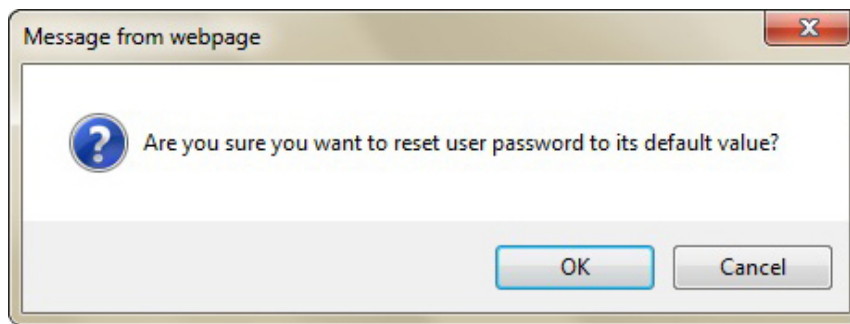 Message from webpage
Are you sure you want to reset user password to its default value?
OK
Cancel